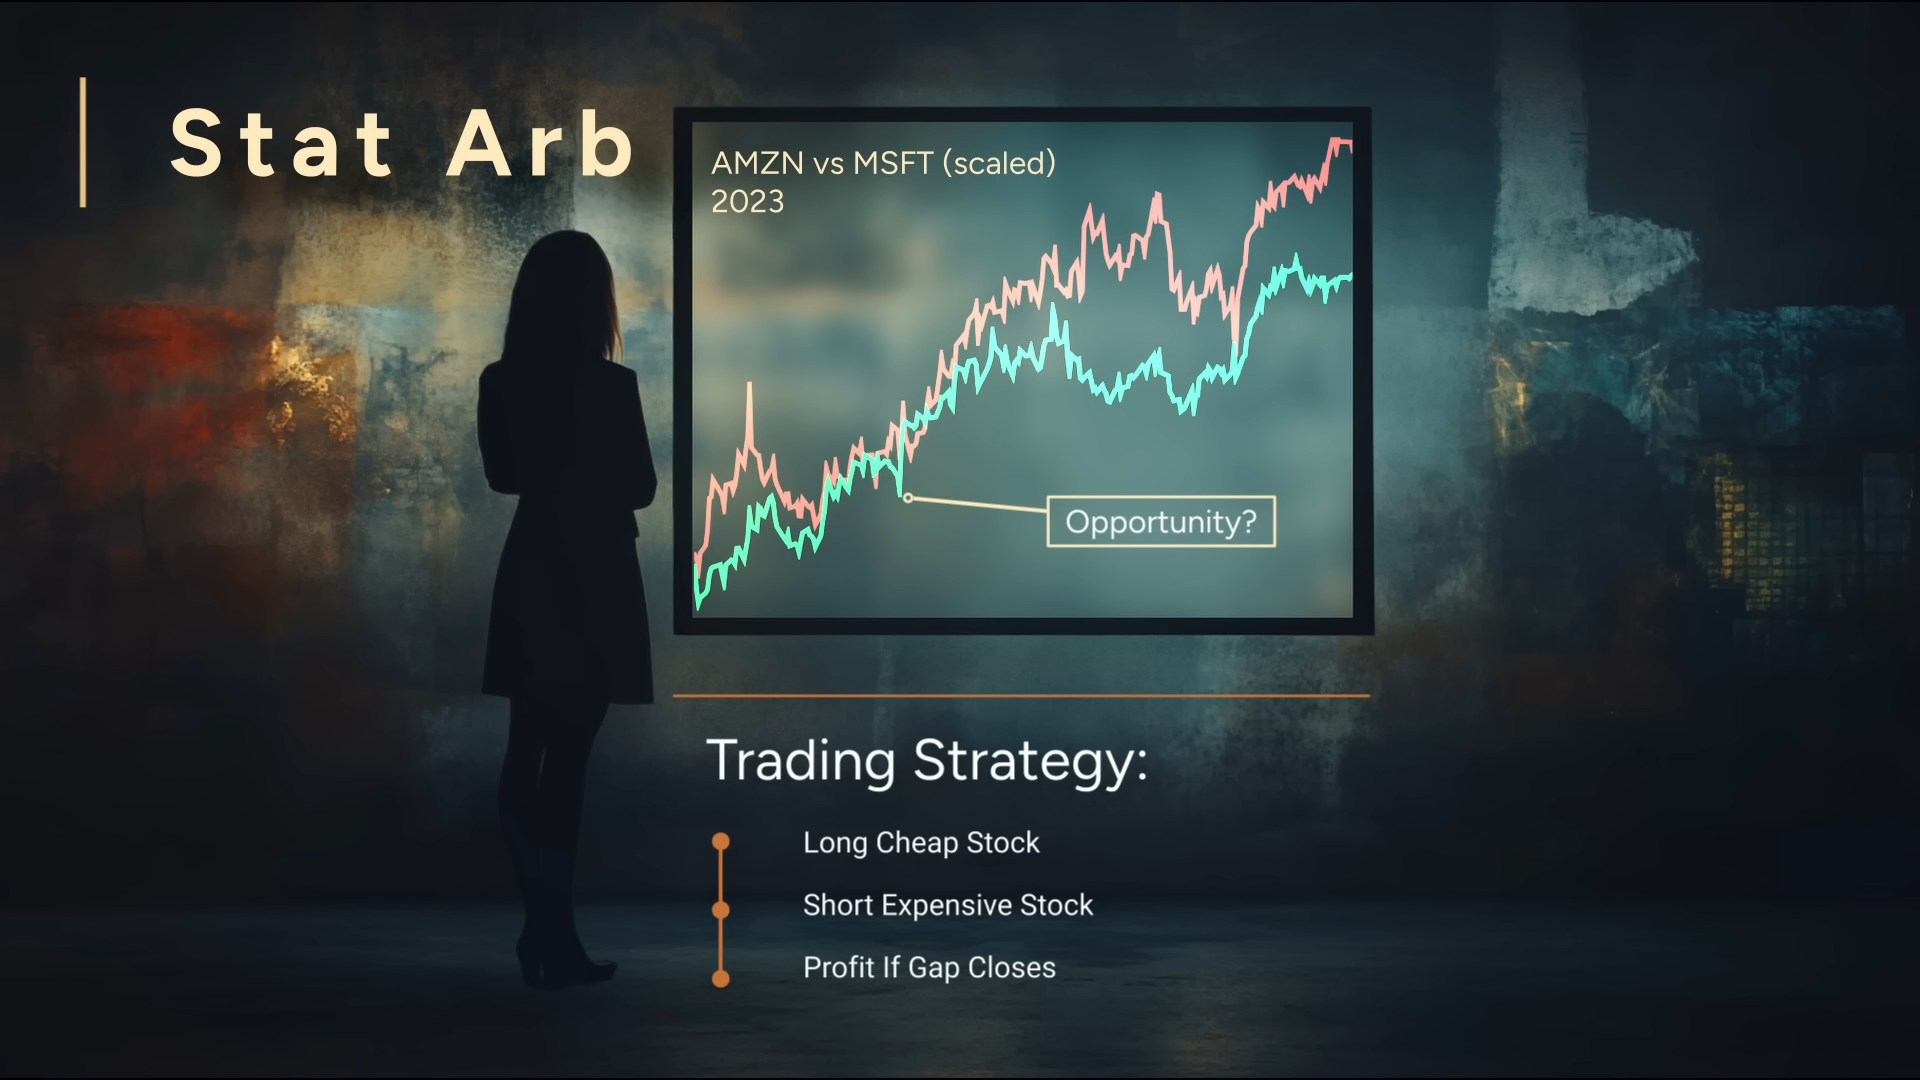 Stat Arb
AMZN vs MSFT (scaled)
2023
Opportunity?
Trading Strategy:
Long Cheap Stock
Short Expensive Stock
Profit If Gap Closes